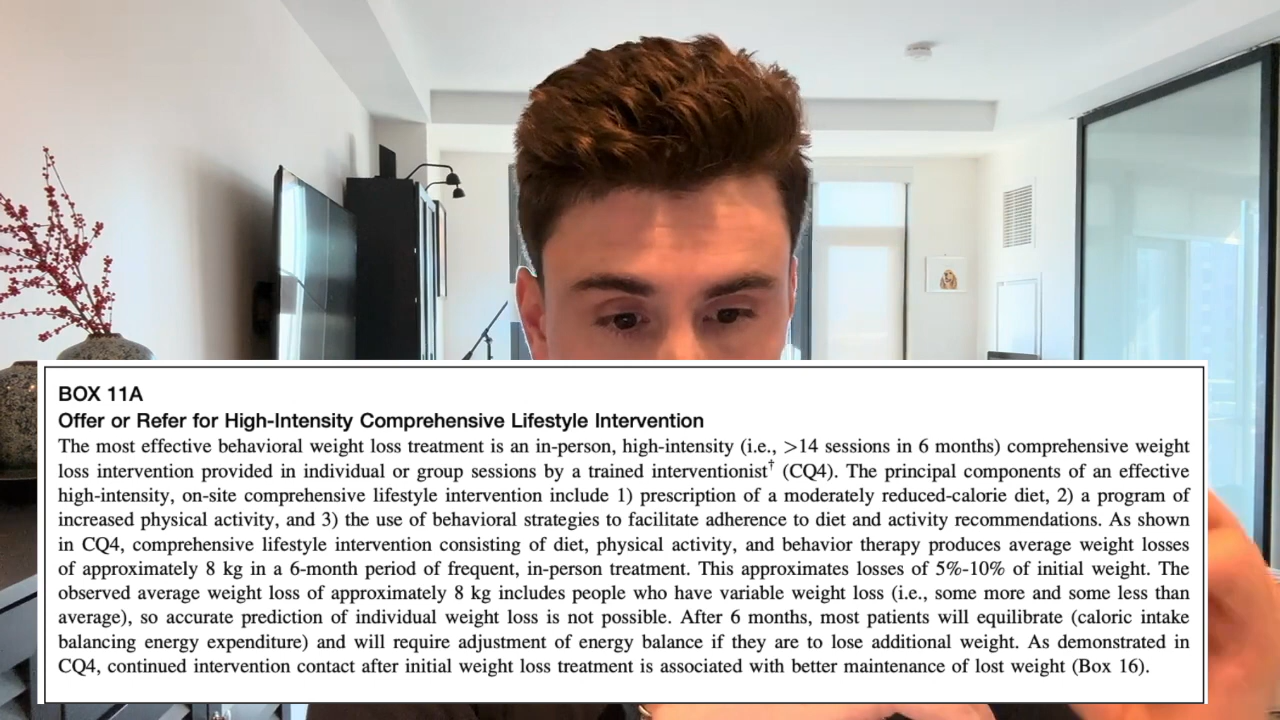 BOX 11A
Offer or Refer for High-Intensity Comprehensive Lifestyle Intervention
The most effective behavioral weight loss treatment is an in-person, high-intensity (i.e., >14 sessions in 6 months) comprehensive weight
loss intervention provided in individual or group sessions by a trained interventionist† (CQ4). The principal components of an effective
high-intensity, on-site comprehensive lifestyle intervention include 1) prescription of a moderately reduced-calorie diet, 2) a program of
increased physical activity, and 3) the use of behavioral strategies to facilitate adherence to diet and activity recommendations. As shown
in CQ4, comprehensive lifestyle intervention consisting of diet, physical activity, and behavior therapy produces average weight losses
of approximately 8 kg in a 6-month period of frequent, in-person treatment. This approximates losses of 5%-10% of initial weight. The
observed average weight loss of approximately 8 kg includes people who have variable weight loss (i.e., some more and some less than
average), so accurate prediction of individual weight loss is not possible. After 6 months, most patients will equilibrate (caloric intake
balancing energy expenditure) and will require adjustment of energy balance if they are to lose additional weight. As demonstrated in
CQ4, continued intervention contact after initial weight loss treatment is associated with better maintenance of lost weight (Box 16).